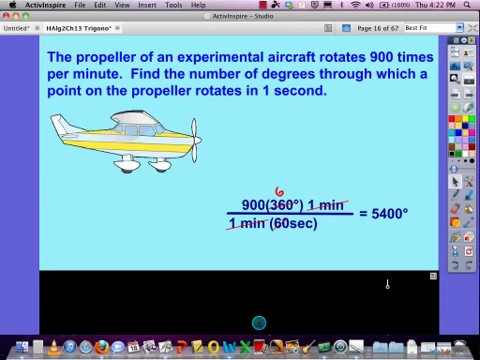 ActivInspire File Edit View Insert Tools Help (100%) Thu 4:22 PM
ActivInspire - Studio
Untitled* HAlg2Ch13 Trigono* Page 16 of 67 Best Fit
The propeller of an experimental aircraft rotates 900 times
per minute. Find the number of degrees through which a
point on the propeller rotates in 1 second.
6
900(360°) 1 min
1 min (60sec)
= 5400°